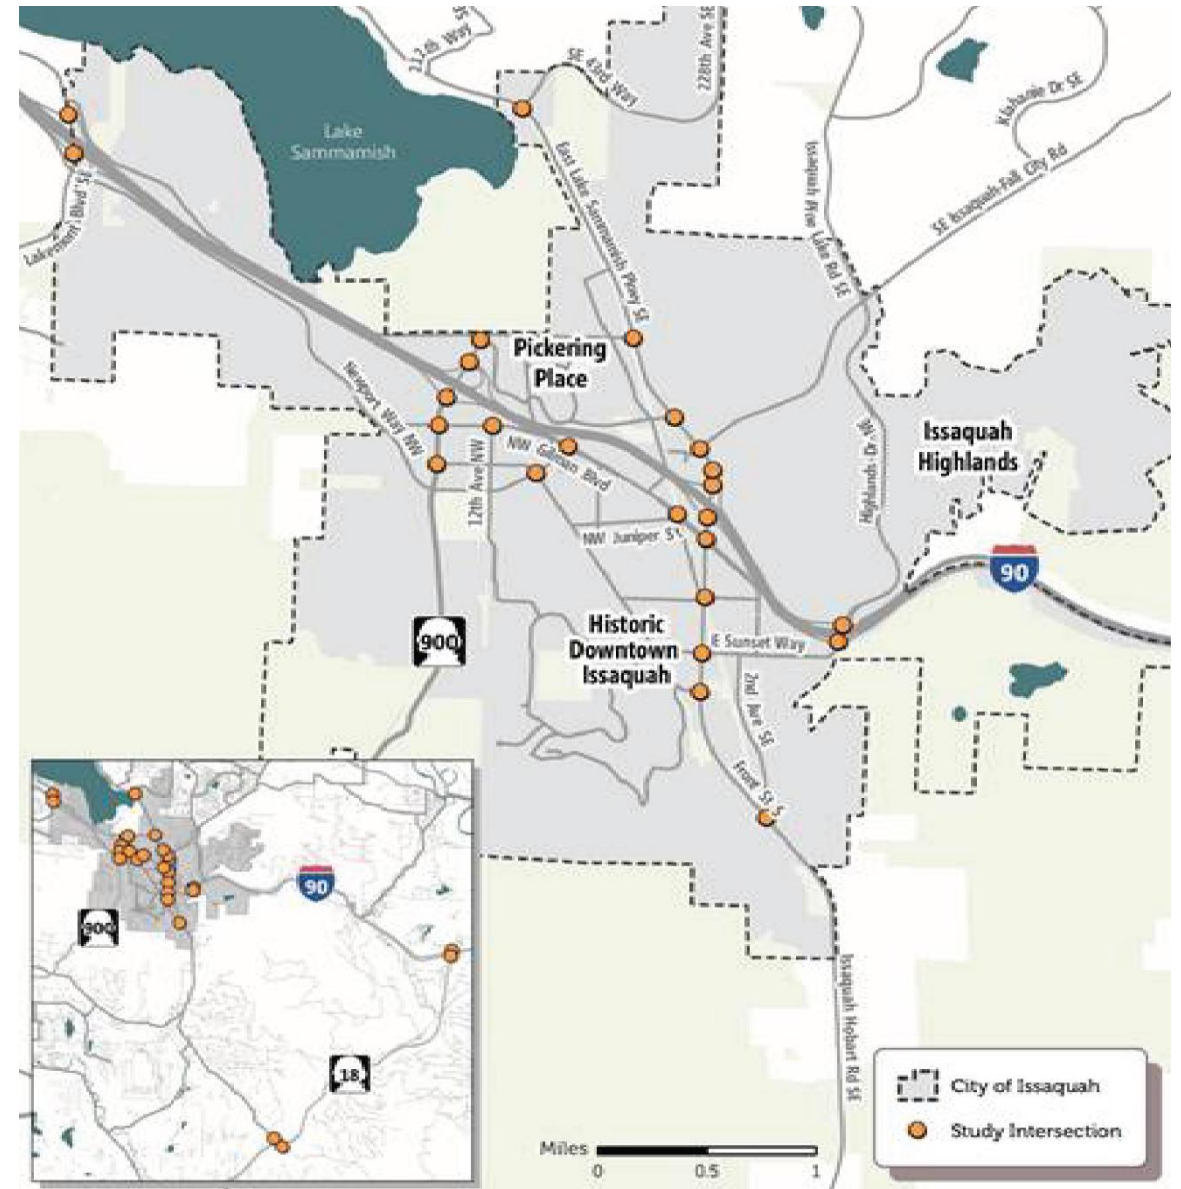 212th Way
SE 43rd Way
228th Ave SE
Klahanie Dr SE
Lake
Sammamish
East Lake Sammamish Pkwy SE
Issaquah Pine Lake Rd SE
SE Issaquah-Fall City Rd
Lakemont Blvd SE
Pickering
Place
Newport Way NW
NW Gilman Blvd
12th Ave NW
Highlands Dr NE
Issaquah
Highlands
NW Juniper St
90
900
Historic
Downtown
Issaquah
E Sunset Way
2nd Ave SE
Front St S
90
900
18
Issaquah Hobart Rd SE
City of Issaquah
Study Intersection
Miles
0 0.5 1